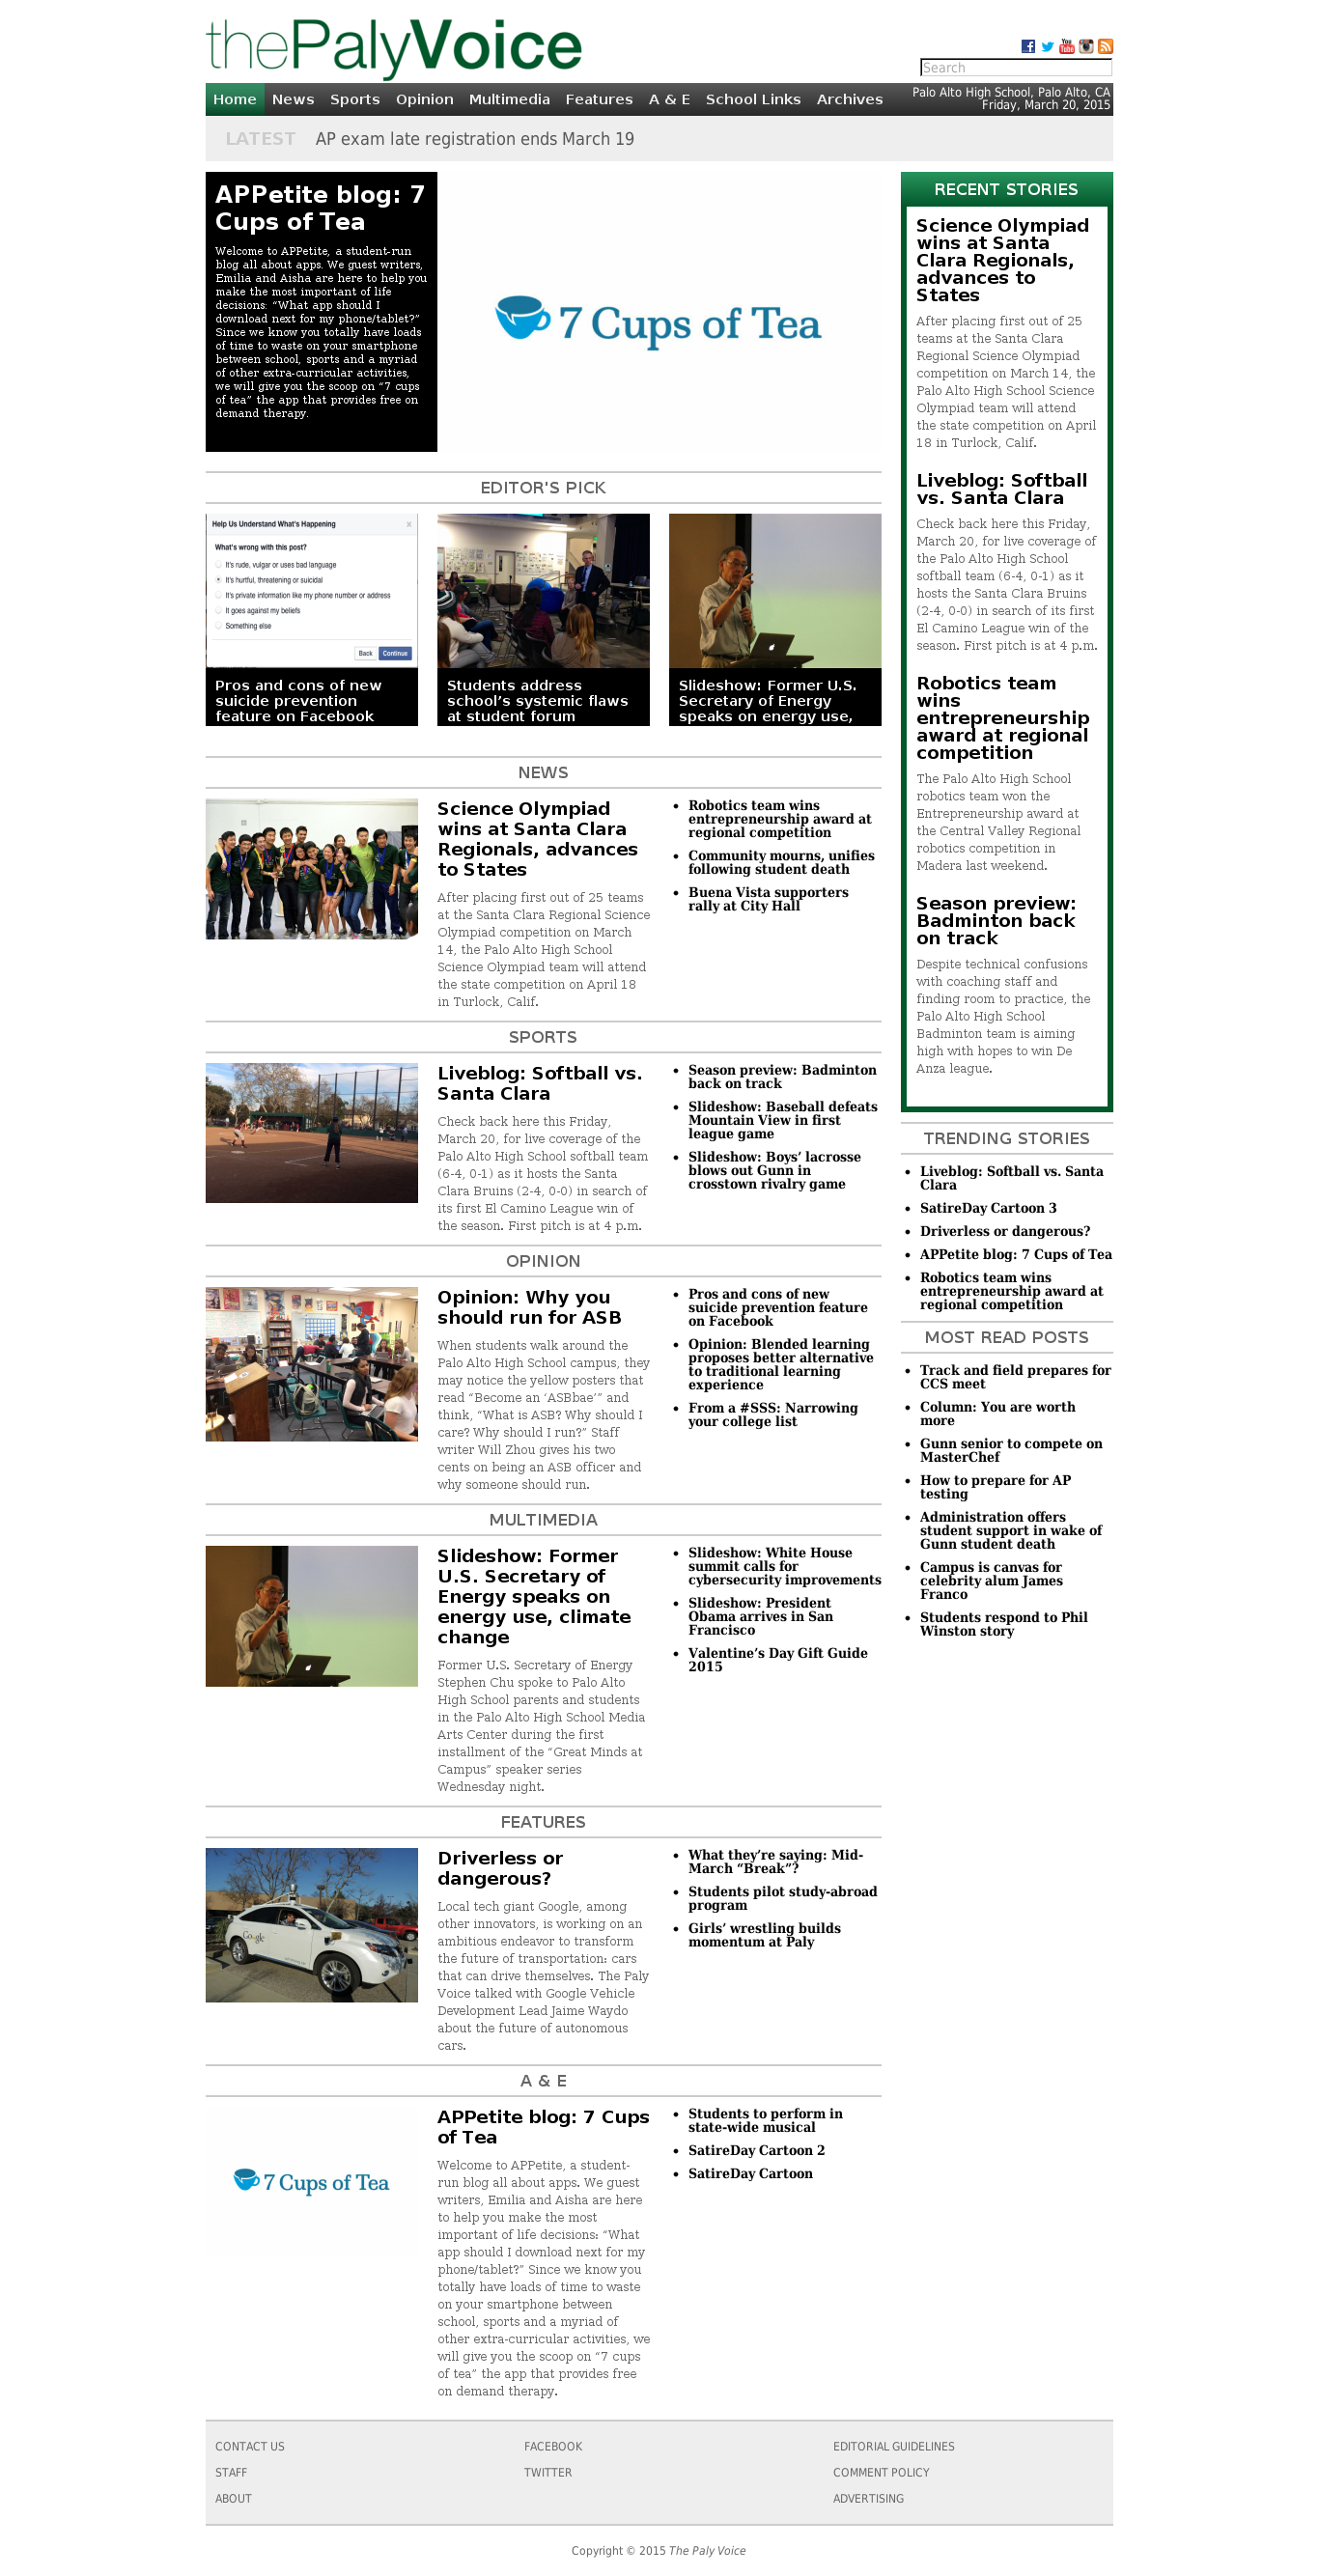 thePalyVoice
Search
Home News Sports Opinion Multimedia Features A & E School Links Archives
Palo Alto High School, Palo Alto, CA
Friday, March 20, 2015
LATEST AP exam late registration ends March 19
APPetite blog: 7
Cups of Tea
Welcome to APPetite, a student-run
blog all about apps. We guest writers,
Emilia and Aisha are here to help you
make the most important of life
decisions: “What app should I
download next for my phone/tablet?”
Since we know you totally have loads
of time to waste on your smartphone
between school, sports and a myriad
of other extra-curricular activities,
we will give you the scoop on “7 cups
of tea” the app that provides free on
demand therapy.
7 Cups of Tea
EDITOR'S PICK
Help Us Understand What's Happening
What's wrong with this post?
It's rude, vulgar or uses bad language
It's hurtful, threatening or suicidal
It's private information like my phone number or address
It goes against my beliefs
Something else
Back Continue
Pros and cons of new
suicide prevention
feature on Facebook
Students address
school’s systemic flaws
at student forum
Slideshow: Former U.S.
Secretary of Energy
speaks on energy use,
NEWS
Science Olympiad
wins at Santa Clara
Regionals, advances
to States
After placing first out of 25 teams
at the Santa Clara Regional Science
Olympiad competition on March
14, the Palo Alto High School
Science Olympiad team will attend
the state competition on April 18
in Turlock, Calif.
Robotics team wins
entrepreneurship award at
regional competition
Community mourns, unifies
following student death
Buena Vista supporters
rally at City Hall
SPORTS
Liveblog: Softball vs.
Santa Clara
Check back here this Friday,
March 20, for live coverage of the
Palo Alto High School softball team
(6-4, 0-1) as it hosts the Santa
Clara Bruins (2-4, 0-0) in search of
its first El Camino League win of
the season. First pitch is at 4 p.m.
Season preview: Badminton
back on track
Slideshow: Baseball defeats
Mountain View in first
league game
Slideshow: Boys’ lacrosse
blows out Gunn in
crosstown rivalry game
OPINION
Opinion: Why you
should run for ASB
When students walk around the
Palo Alto High School campus, they
may notice the yellow posters that
read “Become an ‘ASBbae’” and
think, “What is ASB? Why should I
care? Why should I run?” Staff
writer Will Zhou gives his two
cents on being an ASB officer and
why someone should run.
Pros and cons of new
suicide prevention feature
on Facebook
Opinion: Blended learning
proposes better alternative
to traditional learning
experience
From a #SSS: Narrowing
your college list
MULTIMEDIA
Slideshow: Former
U.S. Secretary of
Energy speaks on
energy use, climate
change
Former U.S. Secretary of Energy
Stephen Chu spoke to Palo Alto
High School parents and students
in the Palo Alto High School Media
Arts Center during the first
installment of the “Great Minds at
Campus” speaker series
Wednesday night.
Slideshow: White House
summit calls for
cybersecurity improvements
Slideshow: President
Obama arrives in San
Francisco
Valentine’s Day Gift Guide
2015
FEATURES
Google
Driverless or
dangerous?
Local tech giant Google, among
other innovators, is working on an
ambitious endeavor to transform
the future of transportation: cars
that can drive themselves. The Paly
Voice talked with Google Vehicle
Development Lead Jaime Waydo
about the future of autonomous
cars.
What they’re saying: Mid-
March “Break”?
Students pilot study-abroad
program
Girls’ wrestling builds
momentum at Paly
A & E
7 Cups of Tea
APPetite blog: 7 Cups
of Tea
Welcome to APPetite, a student-
run blog all about apps. We guest
writers, Emilia and Aisha are here
to help you make the most
important of life decisions: “What
app should I download next for my
phone/tablet?” Since we know you
totally have loads of time to waste
on your smartphone between
school, sports and a myriad of
other extra-curricular activities, we
will give you the scoop on “7 cups
of tea” the app that provides free
on demand therapy.
Students to perform in
state-wide musical
SatireDay Cartoon 2
SatireDay Cartoon
RECENT STORIES
Science Olympiad
wins at Santa
Clara Regionals,
advances to
States
After placing first out of 25
teams at the Santa Clara
Regional Science Olympiad
competition on March 14, the
Palo Alto High School Science
Olympiad team will attend
the state competition on April
18 in Turlock, Calif.
Liveblog: Softball
vs. Santa Clara
Check back here this Friday,
March 20, for live coverage of
the Palo Alto High School
softball team (6-4, 0-1) as it
hosts the Santa Clara Bruins
(2-4, 0-0) in search of its first
El Camino League win of the
season. First pitch is at 4 p.m.
Robotics team
wins
entrepreneurship
award at regional
competition
The Palo Alto High School
robotics team won the
Entrepreneurship award at
the Central Valley Regional
robotics competition in
Madera last weekend.
Season preview:
Badminton back
on track
Despite technical confusions
with coaching staff and
finding room to practice, the
Palo Alto High School
Badminton team is aiming
high with hopes to win De
Anza league.
TRENDING STORIES
Liveblog: Softball vs. Santa
Clara
SatireDay Cartoon 3
Driverless or dangerous?
APPetite blog: 7 Cups of Tea
Robotics team wins
entrepreneurship award at
regional competition
MOST READ POSTS
Track and field prepares for
CCS meet
Column: You are worth
more
Gunn senior to compete on
MasterChef
How to prepare for AP
testing
Administration offers
student support in wake of
Gunn student death
Campus is canvas for
celebrity alum James
Franco
Students respond to Phil
Winston story
CONTACT US
STAFF
ABOUT
FACEBOOK
TWITTER
EDITORIAL GUIDELINES
COMMENT POLICY
ADVERTISING
Copyright © 2015 The Paly Voice